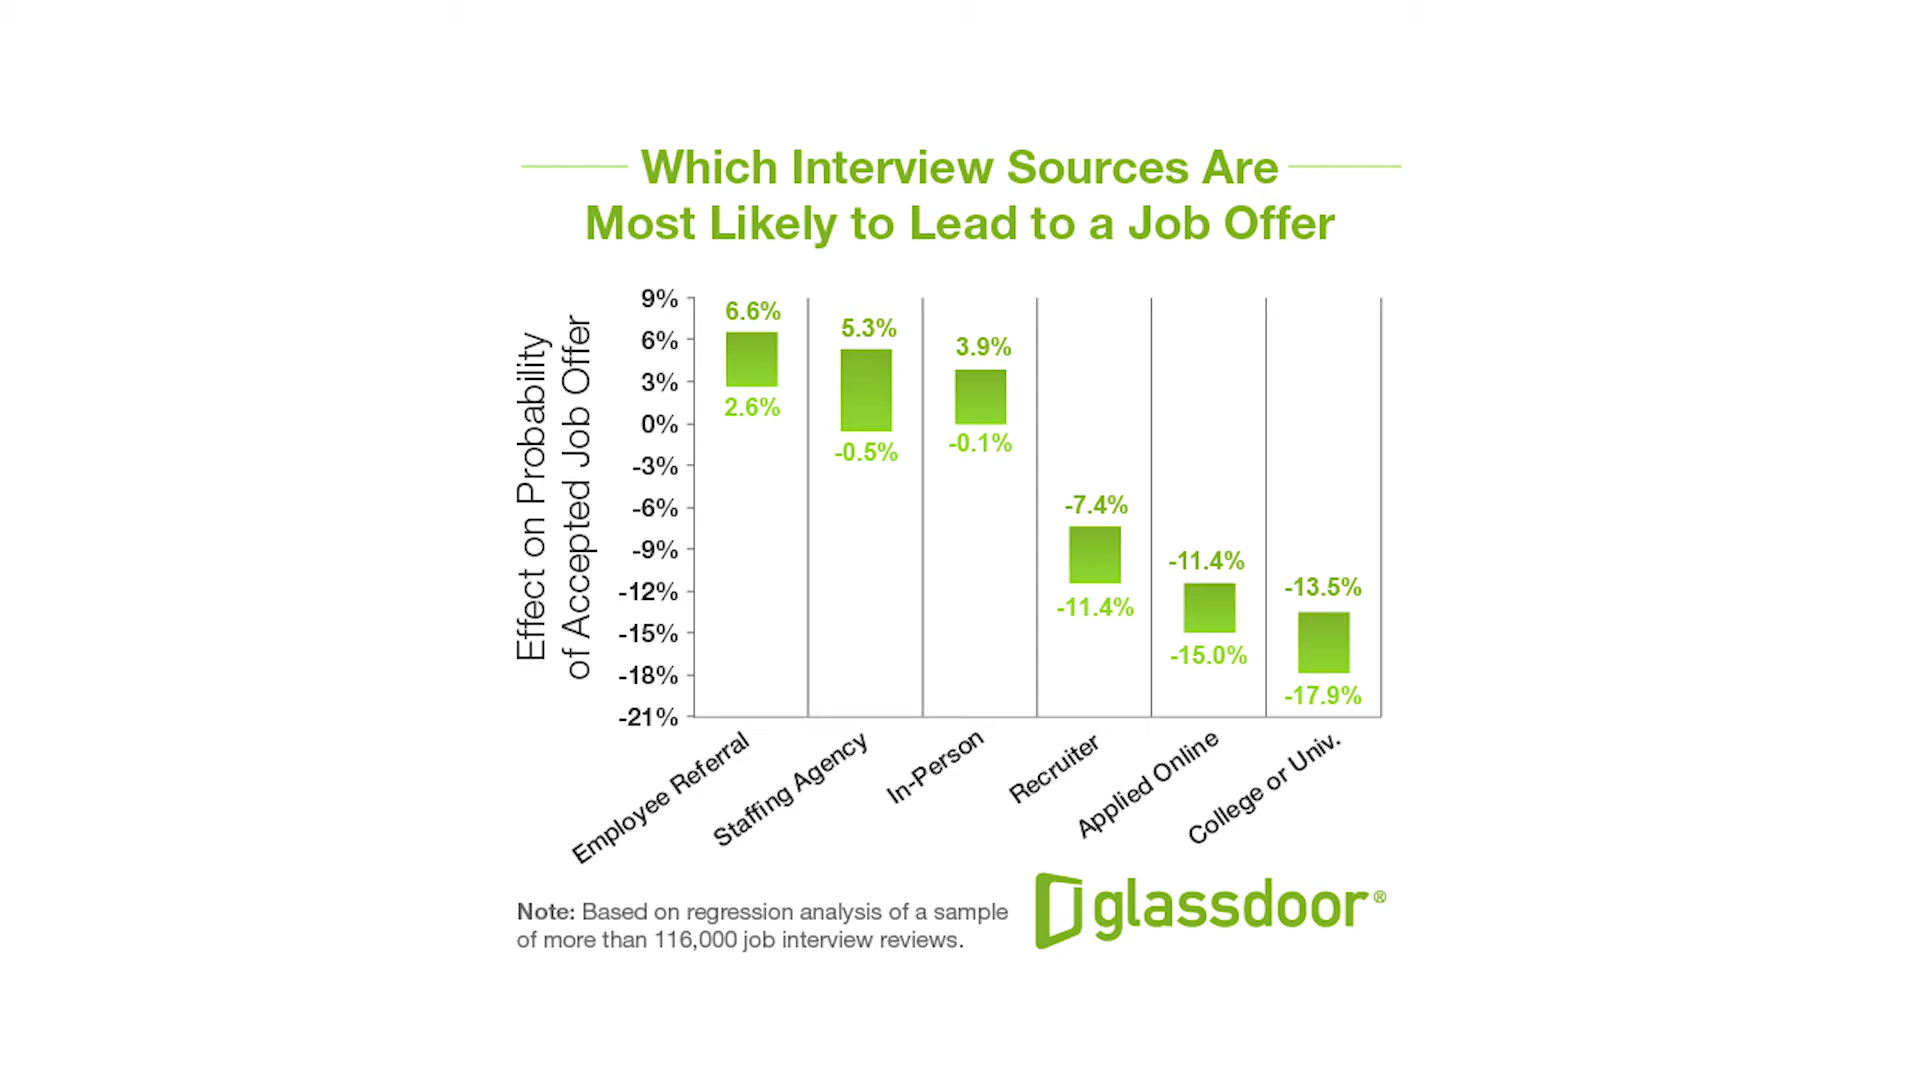 Which Interview Sources Are
Most Likely to Lead to a Job Offer
Effect on Probability
of Accepted Job Offer
9%
6%
3%
0%
-3%
-6%
-9%
-12%
-15%
-18%
-21%
6.6%
2.6%
5.3%
-0.5%
3.9%
-0.1%
-7.4%
-11.4%
-11.4%
-15.0%
-13.5%
-17.9%
Employee Referral
Staffing Agency
In-Person
Recruiter
Applied Online
College or Univ.
Note: Based on regression analysis of a sample
of more than 116,000 job interview reviews.
glassdoor®